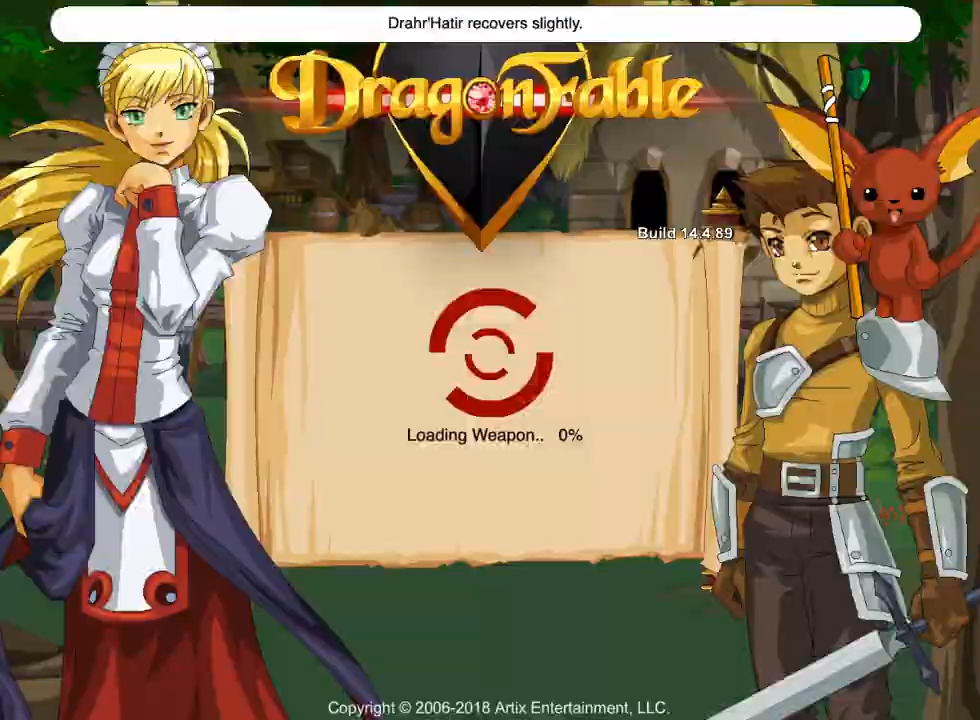 Drahr'Hatir recovers slightly.
DragonFable
Build 14.4.89
Loading Weapon.. 0%
Copyright © 2006-2018 Artix Entertainment, LLC.